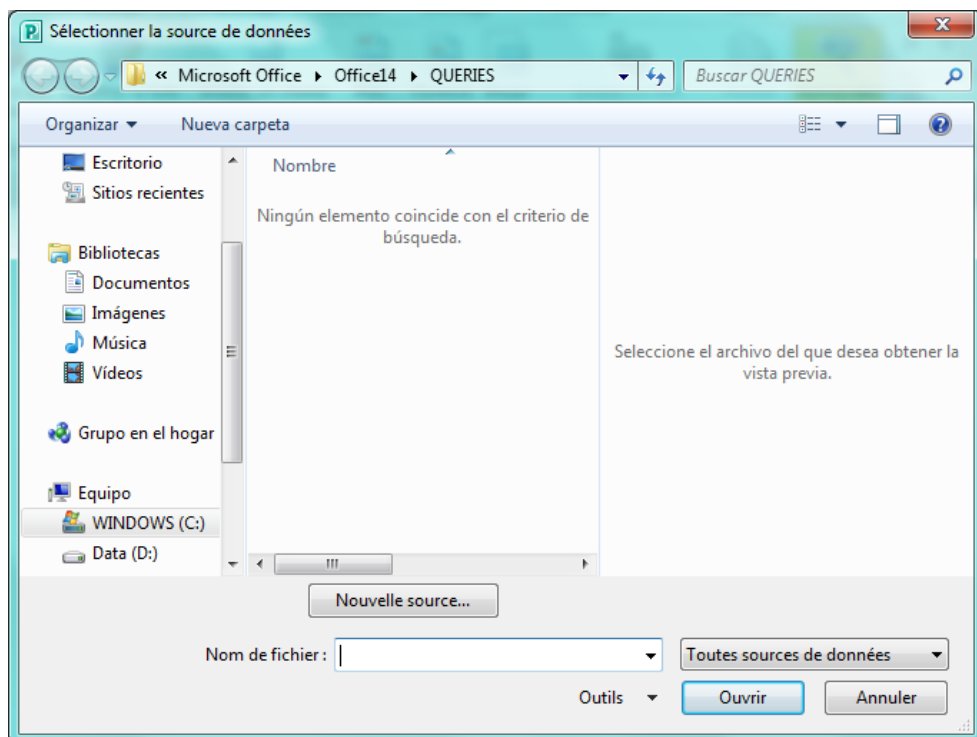 Sélectionner la source de données
« Microsoft Office ▸ Office14 ▸ QUERIES
Buscar QUERIES
Organizar
Nueva carpeta
Escritorio
Sitios recientes
Bibliotecas
Documentos
Imágenes
Música
Vídeos
Grupo en el hogar
Equipo
WINDOWS (C:)
Data (D:)
Nombre
Ningún elemento coincide con el criterio de
búsqueda.
Seleccione el archivo del que desea obtener la
vista previa.
Nouvelle source...
Nom de fichier :
Toutes sources de données
Outils
Ouvrir
Annuler